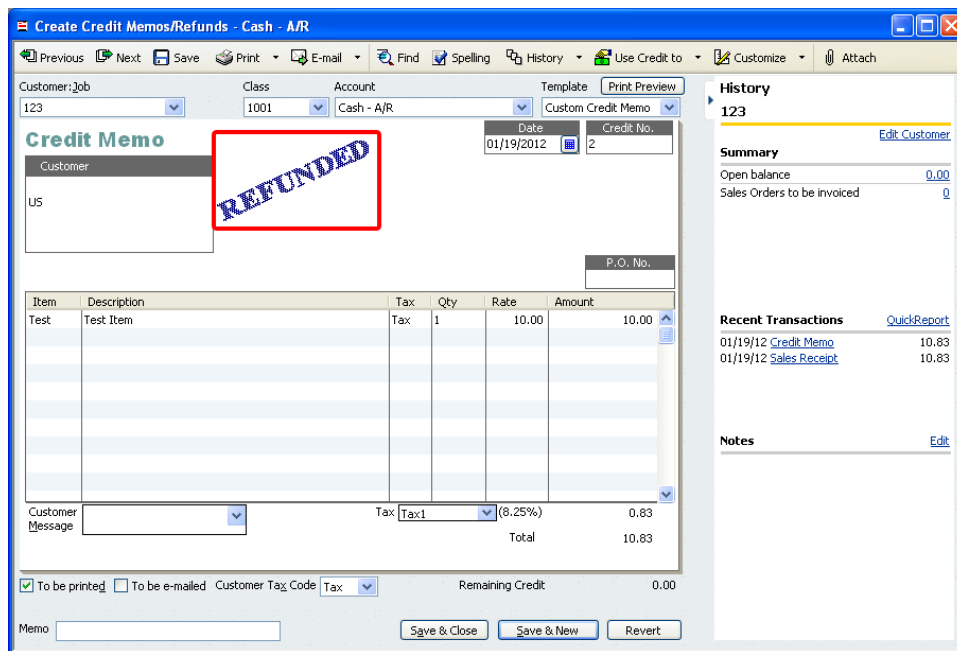 Create Credit Memos/Refunds - Cash - A/R
Previous Next Save Print E-mail Find Spelling History Use Credit to Customize Attach
Customer:Job Class Account Template Print Preview
123 1001 Cash - A/R Custom Credit Memo
Credit Memo
Date Credit No.
01/19/2012 2
Customer
US
REFUNDED
P.O. No.
Item Description Tax Qty Rate Amount
Test Test Item Tax 1 10.00 10.00
Customer Message
Tax Tax1 (8.25%) 0.83
Total 10.83
To be printed To be e-mailed Customer Tax Code Tax Remaining Credit 0.00
Memo Save & Close Save & New Revert
History
123
Edit Customer
Summary
Open balance 0.00
Sales Orders to be invoiced 0
Recent Transactions QuickReport
01/19/12 Credit Memo 10.83
01/19/12 Sales Receipt 10.83
Notes Edit